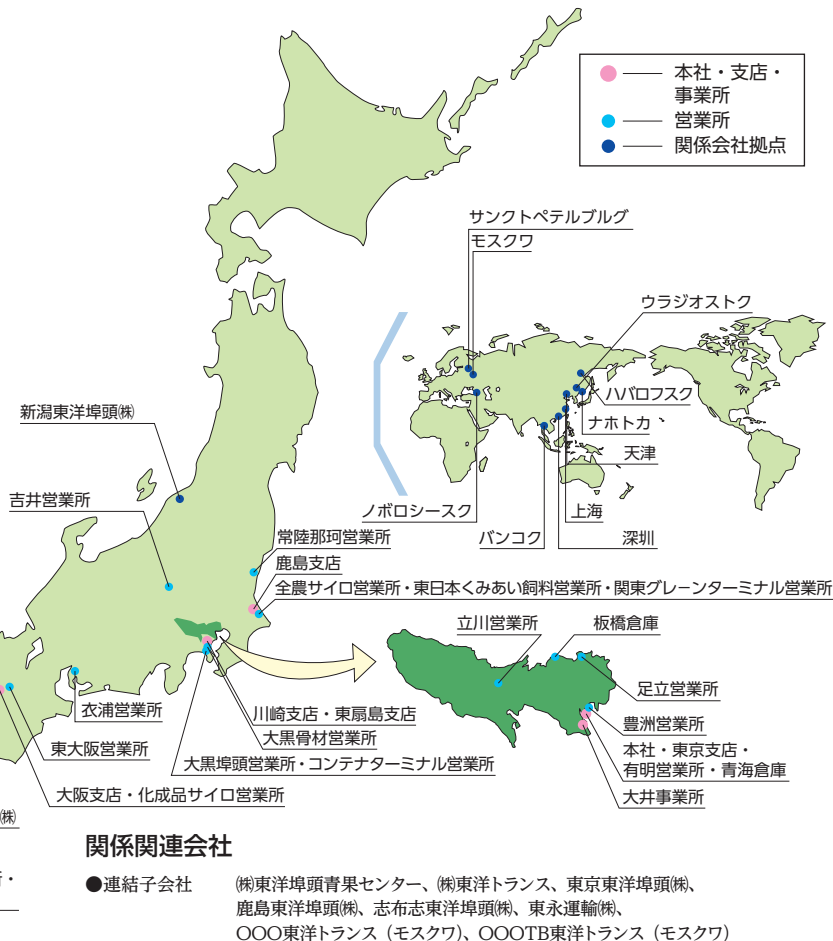 本社・支店・
事業所
営業所
関係会社拠点
サンクトペテルブルグ
モスクワ
ウラジオストク
ハバロフスク
ナホトカ
天津
ノボロシースク
バンコク
上海
深圳
新潟東洋埠頭㈱
吉井営業所
常陸那珂営業所
鹿島支店
全農サイロ営業所・東日本くみあい飼料営業所・関東グレーンターミナル営業所
立川営業所
板橋倉庫
足立営業所
豊洲営業所
本社・東京支店・
有明営業所・青海倉庫
大井事業所
衣浦営業所
東大阪営業所
川崎支店・東扇島支店
大黒骨材営業所
大黒埠頭営業所・コンテナターミナル営業所
大阪支店・化成品サイロ営業所
㈱
・
関係関連会社
●連結子会社 ㈱東洋埠頭青果センター、㈱東洋トランス、東京東洋埠頭㈱、
鹿島東洋埠頭㈱、志布志東洋埠頭㈱、東永運輸㈱、
OOO東洋トランス（モスクワ）、OOOTB東洋トランス（モスクワ）